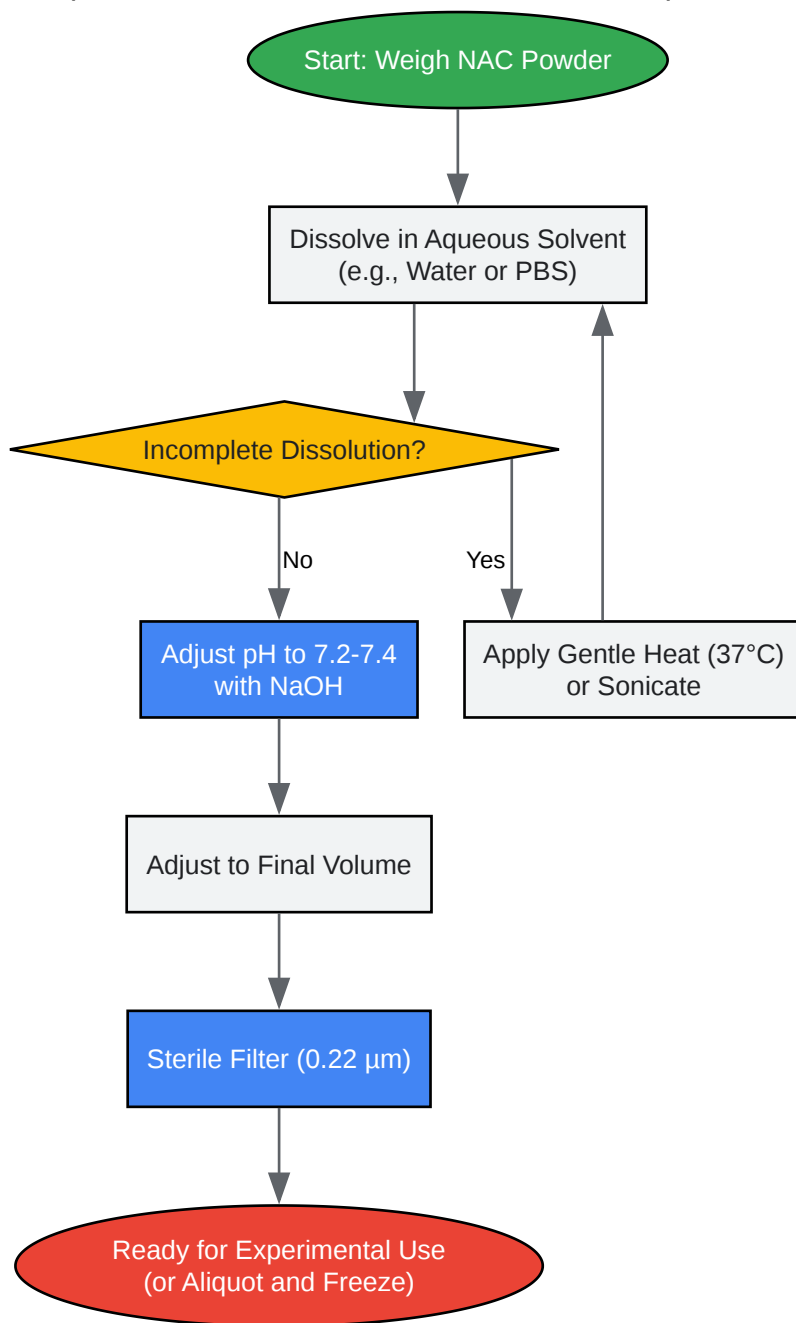 Start: Weigh NAC Powder
Dissolve in Aqueous Solvent
(e.g., Water or PBS)
Incomplete Dissolution?
No
Yes
Adjust pH to 7.2-7.4
with NaOH
Apply Gentle Heat (37°C)
or Sonicate
Adjust to Final Volume
Sterile Filter (0.22 µm)
Ready for Experimental Use
(or Aliquot and Freeze)